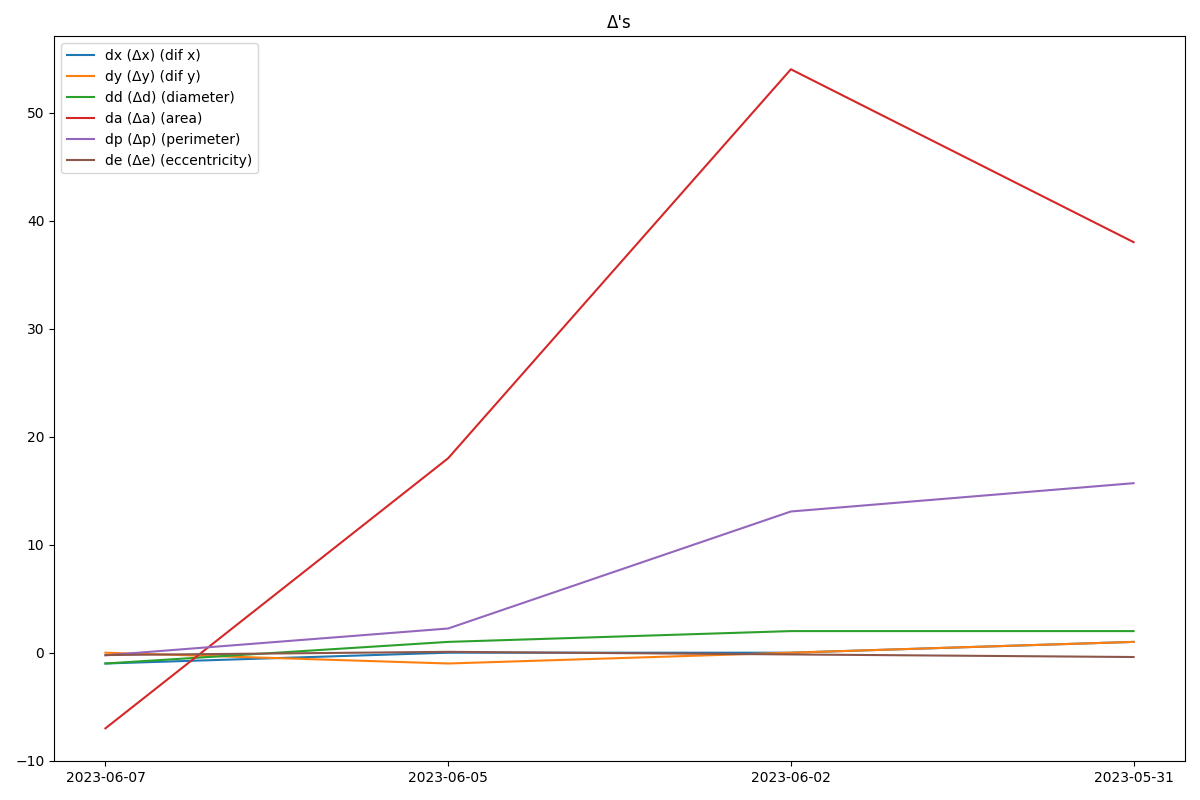 Δ's
dx (Δx) (dif x)
dy (Δy) (dif y)
dd (Δd) (diameter)
da (Δa) (area)
dp (Δp) (perimeter)
de (Δe) (eccentricity)
50
40
30
20
10
0
−10
2023-06-07 2023-06-05 2023-06-02 2023-05-31